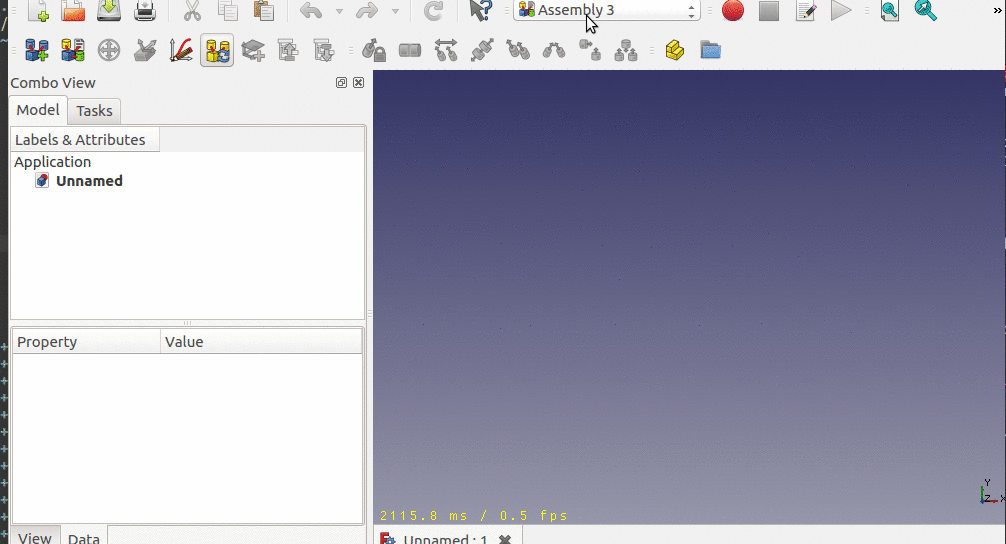 Assembly 3
Combo View
Model Tasks
Labels & Attributes
Application
Unnamed
Property Value
Y
Z X
2115.8 ms / 0.5 fps
View Data
Unnamed : 1